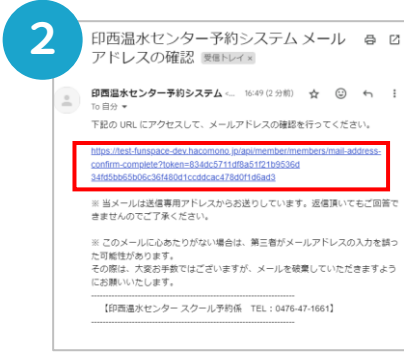 2
印西温水センター予約システム メール
アドレスの確認 受信トレイ ×
印西温水センター予約システム <... 16:49 (2 分前)
To 自分
下記の URL にアクセスして、メールアドレスの確認を行ってください。
https://test-funspace-dev.hacomono.jp/api/member/members/mail-address-
confirm-complete?token=834dc5711df8a51f21b9536d
34fd5bb65b06c36f480d1ccddcac478d0f1d6ad3
※ 当メールは送信専用アドレスからお送りしています。返信頂いてもご回答で
きませんのでご了承ください。
※ このメールに心あたりがない場合は、第三者がメールアドレスの入力を誤っ
た可能性があります。
その際は、大変お手数ではございますが、メールを破棄していただきますよう
にお願いいたします。
【印西温水センター スクール予約係 TEL：0476-47-1661】